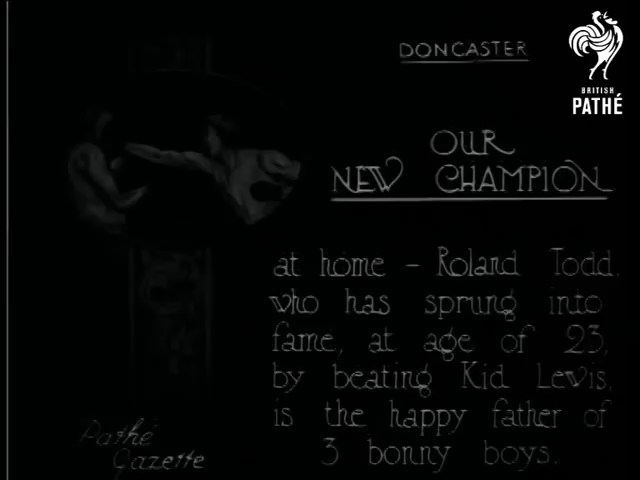 DONCASTER
BRITISH
PATHÉ
OUR
NEW CHAMPION
at home - Roland Todd,
who has sprung into
fame, at age of 23,
by beating Kid Lewis,
is the happy father of
3 bonny boys.
Pathé
Gazette